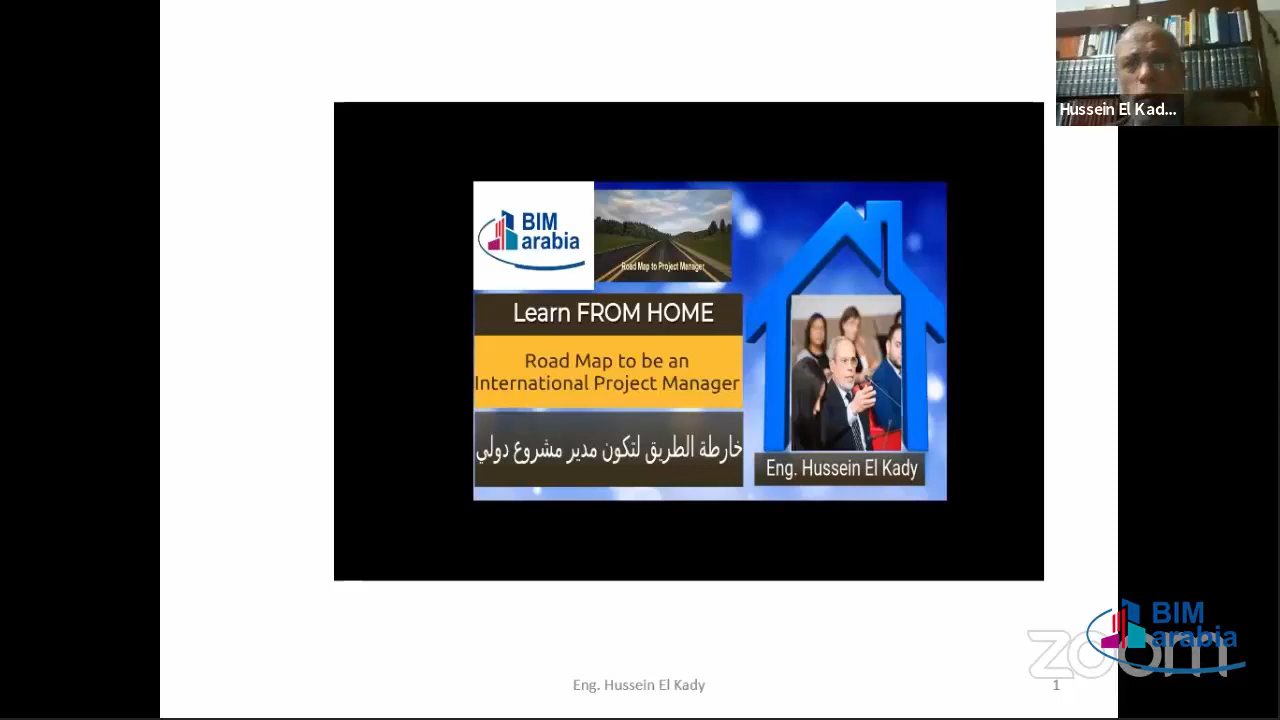 Hussein El Kad...
BIM
arabia
Road Map to Project Manager
Learn FROM HOME
Road Map to be an
International Project Manager
خارطة الطريق لتكون مدير مشروع دولي
Eng. Hussein El Kady
BIM
arabia
zoom
Eng. Hussein El Kady
1